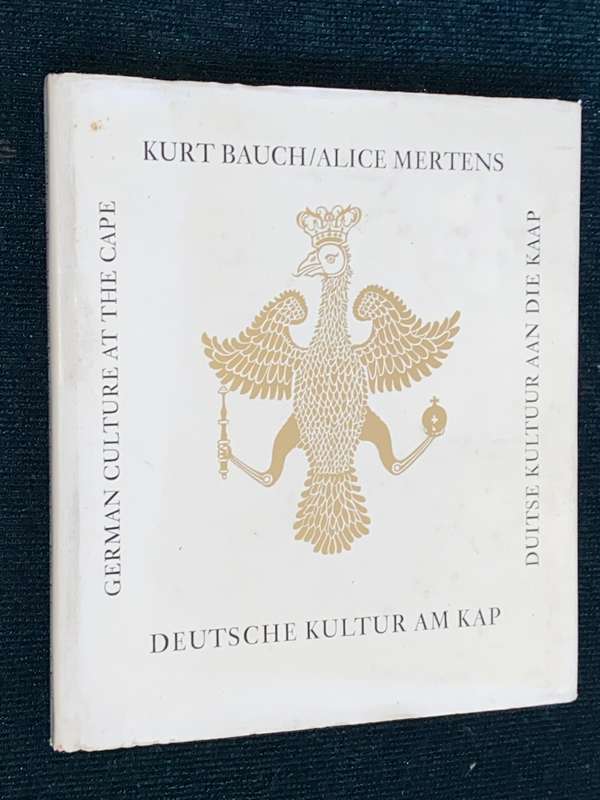 KURT BAUCH/ALICE MERTENS
GERMAN CULTURE AT THE CAPE
DUITSE KULTUUR AAN DIE KAAP
DEUTSCHE KULTUR AM KAP